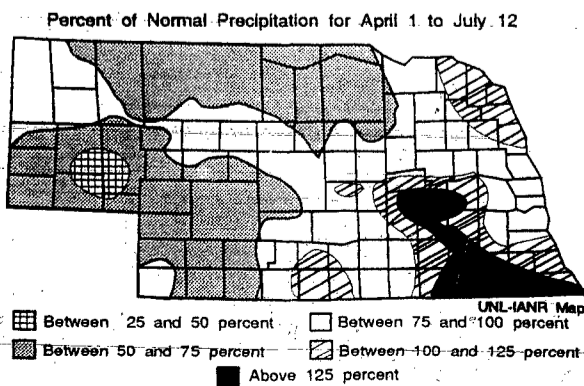 Percent of Normal Precipitation for April 1 to July 12
UNL-IANR Map
Between 25 and 50 percent
Between 75 and 100 percent
Between 50 and 75 percent
Between 100 and 125 percent
Above 125 percent